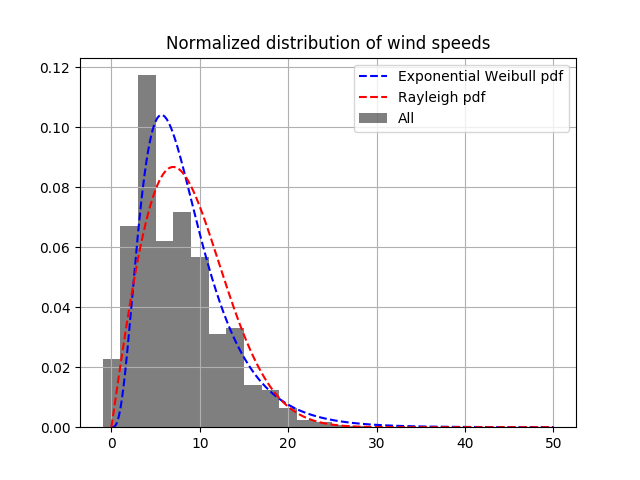 Normalized distribution of wind speeds
0.12
0.10
0.08
0.06
0.04
0.02
0.00
Exponential Weibull pdf
Rayleigh pdf
All
0 10 20 30 40 50